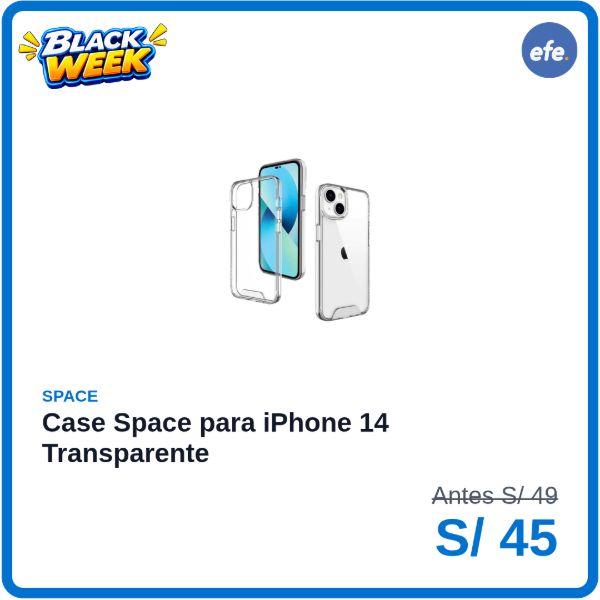 BLACK
WEEK
efe.
SPACE
Case Space para iPhone 14
Transparente
Antes S/ 49
S/ 45